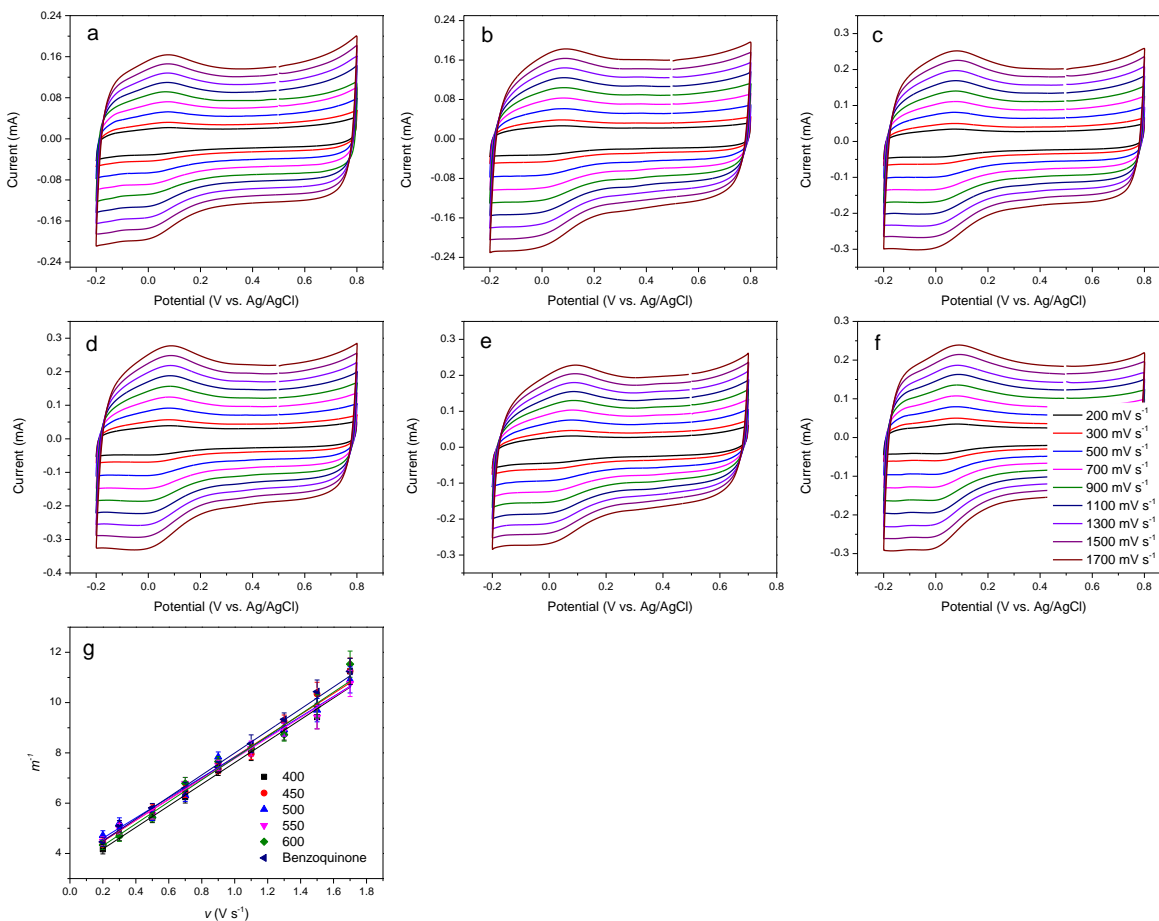 a
0.24
0.16
0.08
0.00
-0.08
-0.16
-0.24
Current (mA)
-0.2 0.0 0.2 0.4 0.6 0.8
Potential (V vs. Ag/AgCl)
b
0.24
0.16
0.08
0.00
-0.08
-0.16
-0.24
Current (mA)
-0.2 0.0 0.2 0.4 0.6 0.8
Potential (V vs. Ag/AgCl)
c
0.3
0.2
0.1
0.0
-0.1
-0.2
-0.3
Current (mA)
-0.2 0.0 0.2 0.4 0.6 0.8
Potential (V vs. Ag/AgCl)
d
0.3
0.2
0.1
0.0
-0.1
-0.2
-0.3
-0.4
Current (mA)
-0.2 0.0 0.2 0.4 0.6 0.8
Potential (V vs. Ag/AgCl)
e
0.3
0.2
0.1
0.0
-0.1
-0.2
-0.3
Current (mA)
-0.2 0.0 0.2 0.4 0.6 0.8
Potential (V vs. Ag/AgCl)
f
0.3
0.2
0.1
0.0
-0.1
-0.2
-0.3
Current (mA)
200 mV s⁻¹
300 mV s⁻¹
500 mV s⁻¹
700 mV s⁻¹
900 mV s⁻¹
1100 mV s⁻¹
1300 mV s⁻¹
1500 mV s⁻¹
1700 mV s⁻¹
-0.2 0.0 0.2 0.4 0.6 0.8
Potential (V vs. Ag/AgCl)
g
12
10
8
6
4
m⁻¹
400
450
500
550
600
Benzoquinone
0.0 0.2 0.4 0.6 0.8 1.0 1.2 1.4 1.6 1.8
v (V s⁻¹)